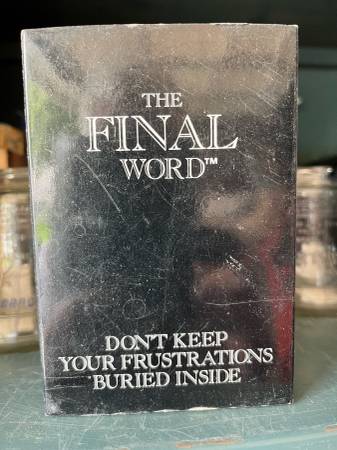 THE
FINAL
WORD™
DON'T KEEP
YOUR FRUSTRATIONS
BURIED INSIDE